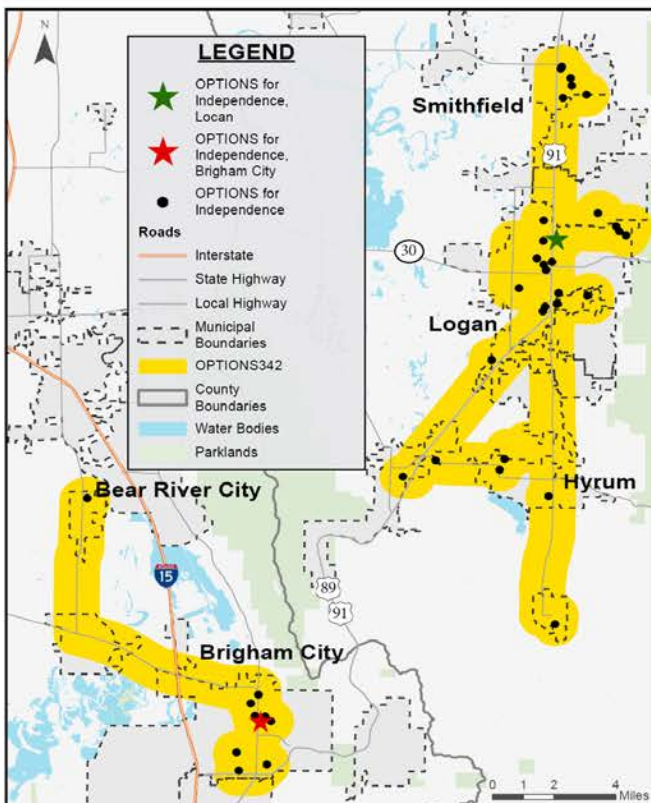 N
LEGEND
OPTIONS for
Independence,
Locan
OPTIONS for
Independence,
Brigham City
OPTIONS for
Independence
Roads
Interstate
State Highway
Local Highway
Municipal
Boundaries
OPTIONS342
County
Boundaries
Water Bodies
Parklands
Smithfield
91
30
Logan
Hyrum
Bear River City
15
89
91
Brigham City
0 2 4
Miles